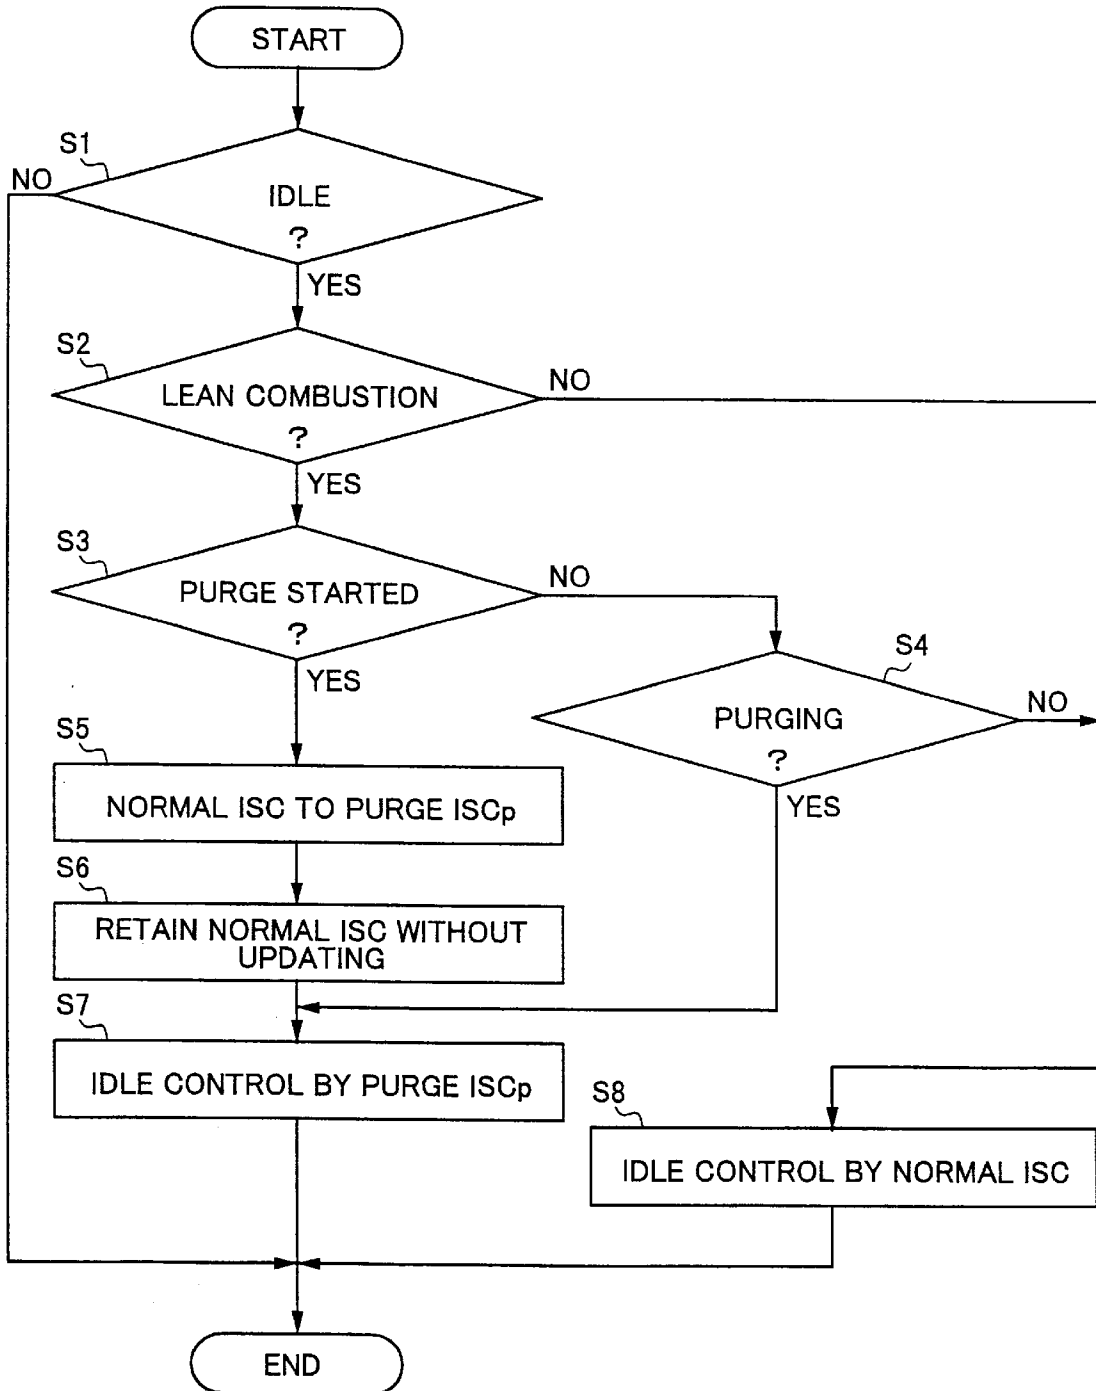 START
S1
NO
IDLE
?
YES
S2
LEAN COMBUSTION
?
NO
YES
S3
PURGE STARTED
?
NO
YES
S4
PURGING
?
NO
YES
S5
NORMAL ISC TO PURGE ISCp
S6
RETAIN NORMAL ISC WITHOUT
UPDATING
S7
IDLE CONTROL BY PURGE ISCp
S8
IDLE CONTROL BY NORMAL ISC
END